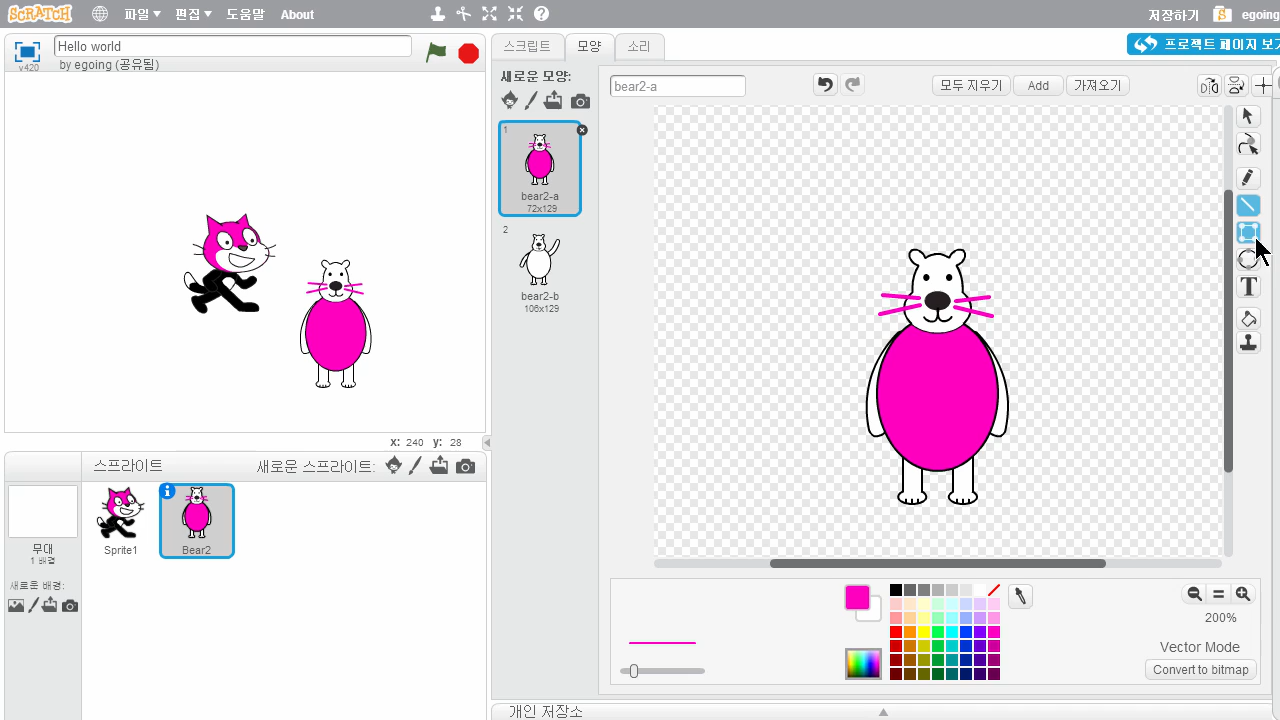 SCRATCH 파일 편집 도움말 About 저장하기 egoing
Hello world
by egoing (공유됨)
v420
스크립트 모양 소리
프로젝트 페이지 보기
새로운 모양:
bear2-a
모두 지우기 Add 가져오기
1
bear2-a
72x129
2
bear2-b
106x129
T
x: 240 y: 28
스프라이트 새로운 스프라이트:
무대
1 배경
새로운 배경:
Sprite1
Bear2
200%
Vector Mode
Convert to bitmap
개인 저장소